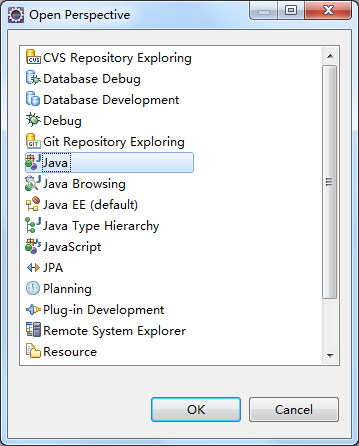 Open Perspective
CVS Repository Exploring
Database Debug
Database Development
Debug
Git Repository Exploring
Java
Java Browsing
Java EE (default)
Java Type Hierarchy
JavaScript
JPA
Planning
Plug-in Development
Remote System Explorer
Resource
OK
Cancel